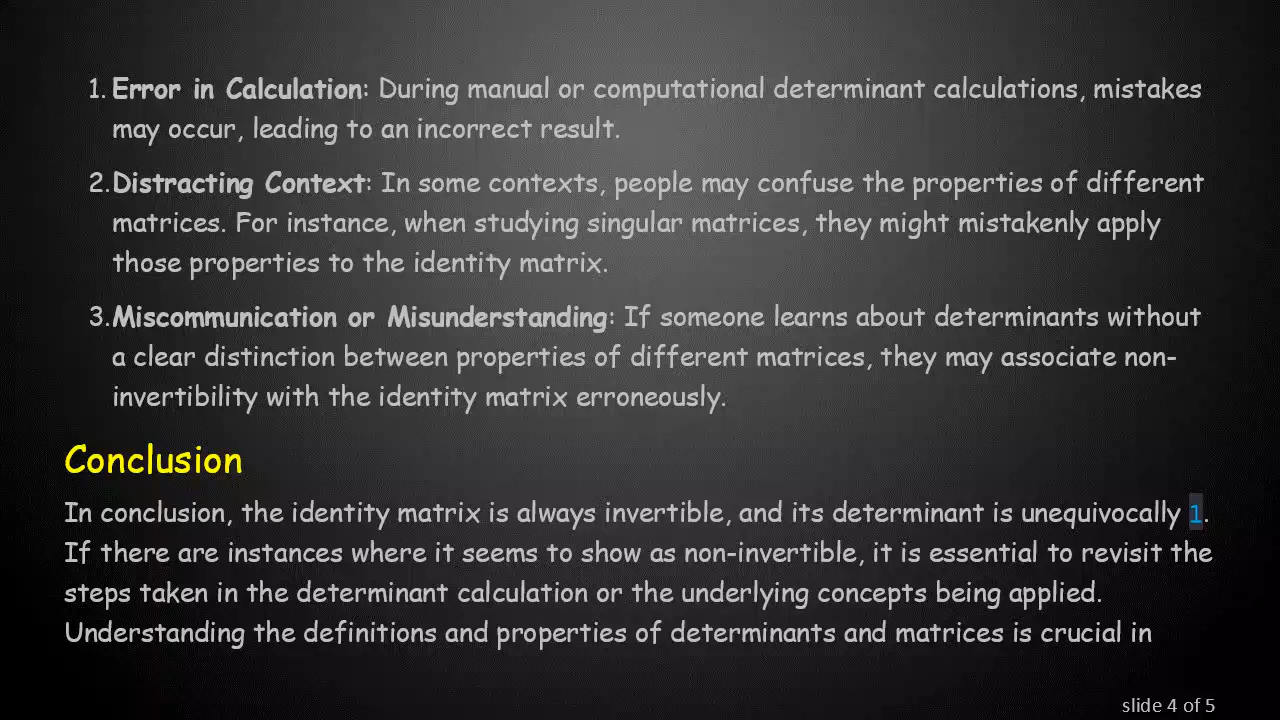 1. Error in Calculation: During manual or computational determinant calculations, mistakes
may occur, leading to an incorrect result.
2. Distracting Context: In some contexts, people may confuse the properties of different
matrices. For instance, when studying singular matrices, they might mistakenly apply
those properties to the identity matrix.
3. Miscommunication or Misunderstanding: If someone learns about determinants without
a clear distinction between properties of different matrices, they may associate non-
invertibility with the identity matrix erroneously.
Conclusion
In conclusion, the identity matrix is always invertible, and its determinant is unequivocally 1.
If there are instances where it seems to show as non-invertible, it is essential to revisit the
steps taken in the determinant calculation or the underlying concepts being applied.
Understanding the definitions and properties of determinants and matrices is crucial in
slide 4 of 5